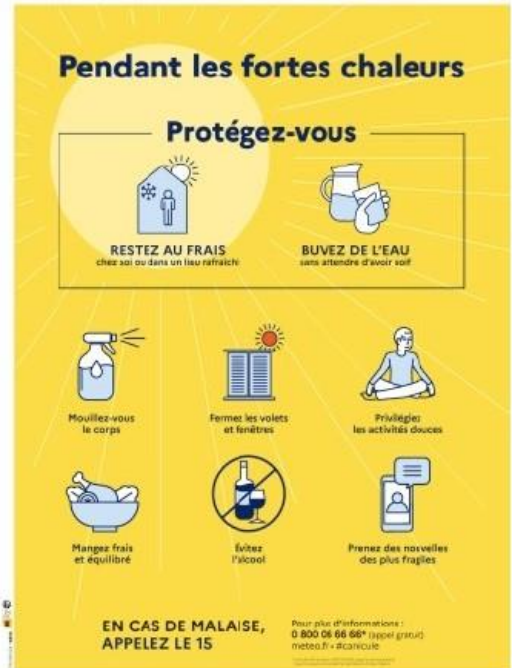 Pendant les fortes chaleurs
Protégez-vous
RESTEZ AU FRAIS
chez soi ou dans un lieu rafraîchi
BUVEZ DE L'EAU
sans attendre d'avoir soif
Mouillez-vous
le corps
Fermez les volets
et fenêtres
Privilégiez
les activités douces
Mangez frais
et équilibré
Évitez
l'alcool
Prenez des nouvelles
des plus fragiles
EN CAS DE MALAISE,
APPELEZ LE 15
Pour plus d'informations :
0 800 06 66 66* (appel gratuit)
meteo.fr • #canicule